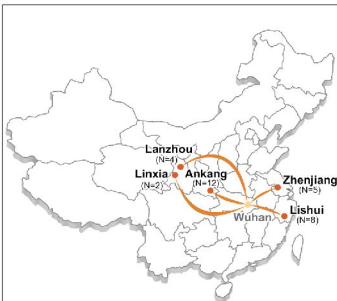 Lanzhou
(N=4)
Linxia
(N=2)
Ankang
(N=12)
Zhenjiang
(N=5)
Wuhan
Lishui
(N=8)